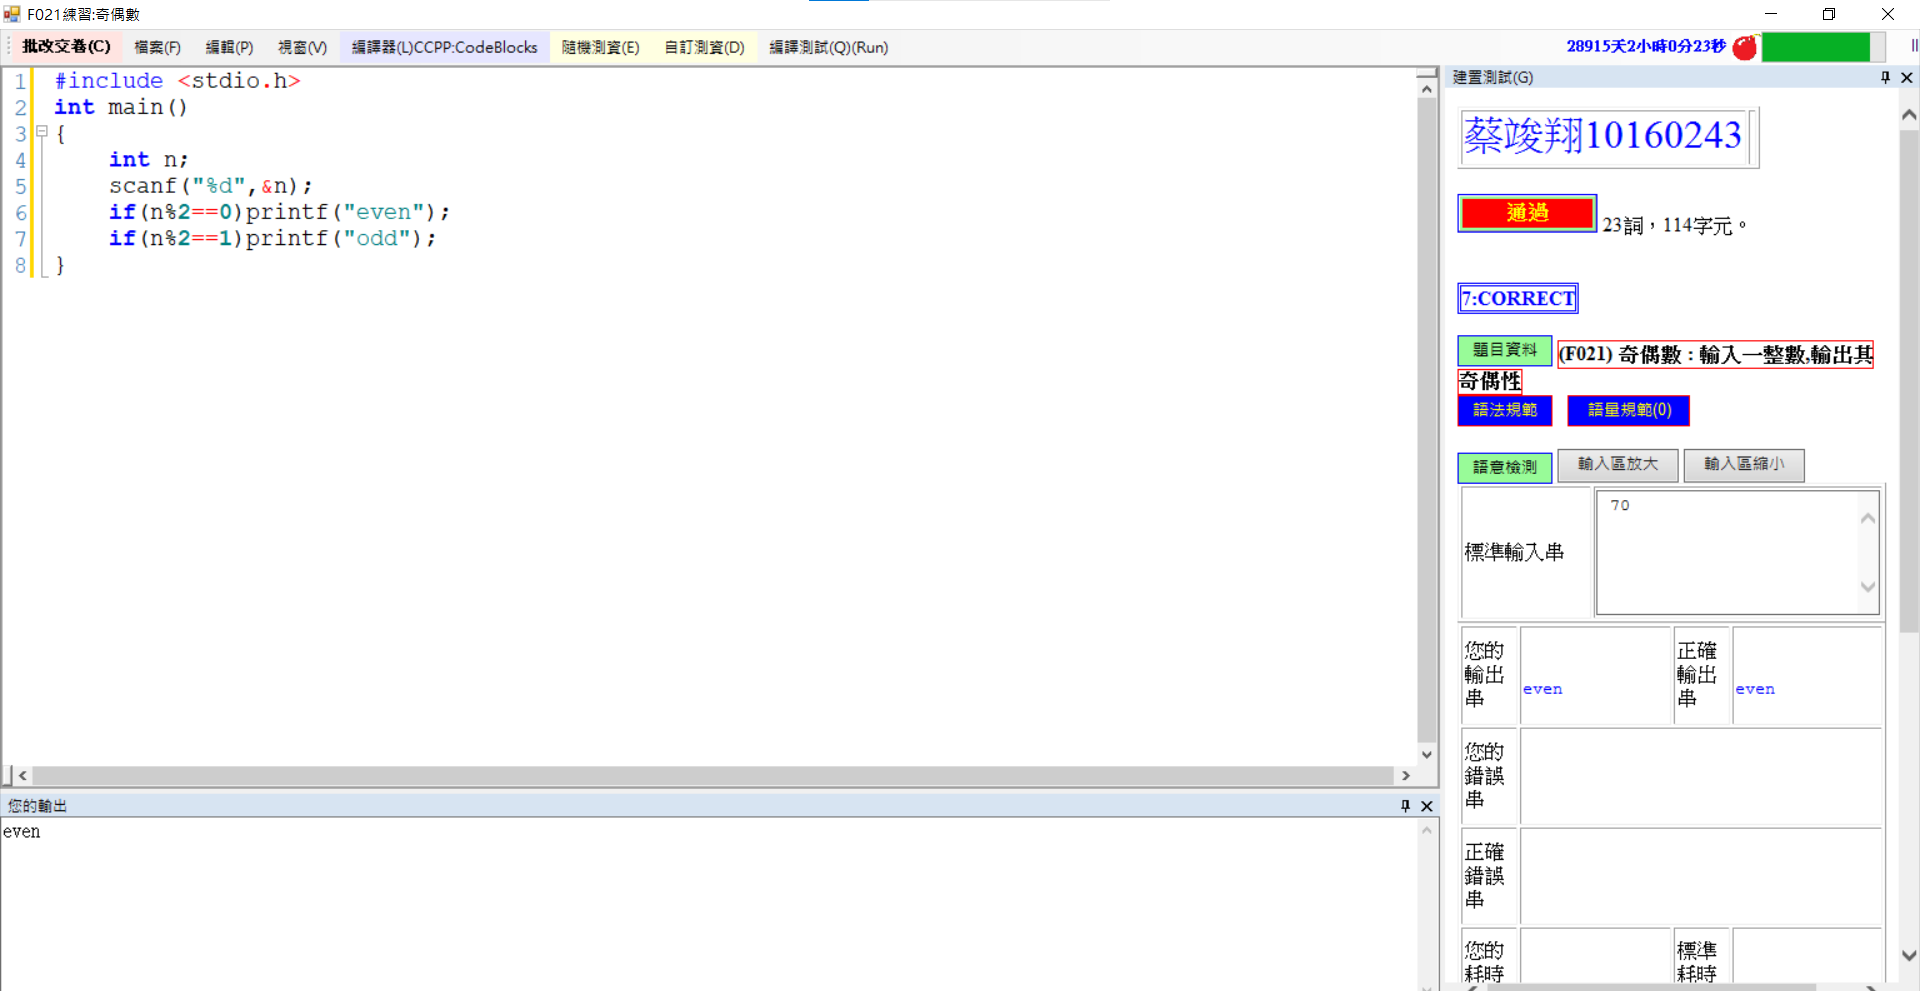 F021練習:奇偶數
批改交卷(C) 檔案(F) 編輯(P) 視窗(V) 編譯器(L)CCPP:CodeBlocks 隨機測資(E) 自訂測資(D) 編譯測試(Q)(Run) 28915天2小時0分23秒
1 #include <stdio.h>
2 int main()
3 {
4     int n;
5     scanf("%d",&n);
6     if(n%2==0)printf("even");
7     if(n%2==1)printf("odd");
8 }
您的輸出
even
建置測試(G)
蔡竣翔10160243
通過 23詞，114字元。
7:CORRECT
題目資料 (F021) 奇偶數 : 輸入一整數,輸出其
奇偶性
語法規範 語量規範(0)
語意檢測 輸入區放大 輸入區縮小
標準輸入串 70
您的
輸出
串
even
正確
輸出
串
even
您的
錯誤
串
正確
錯誤
串
您的
耗時
標準
耗時